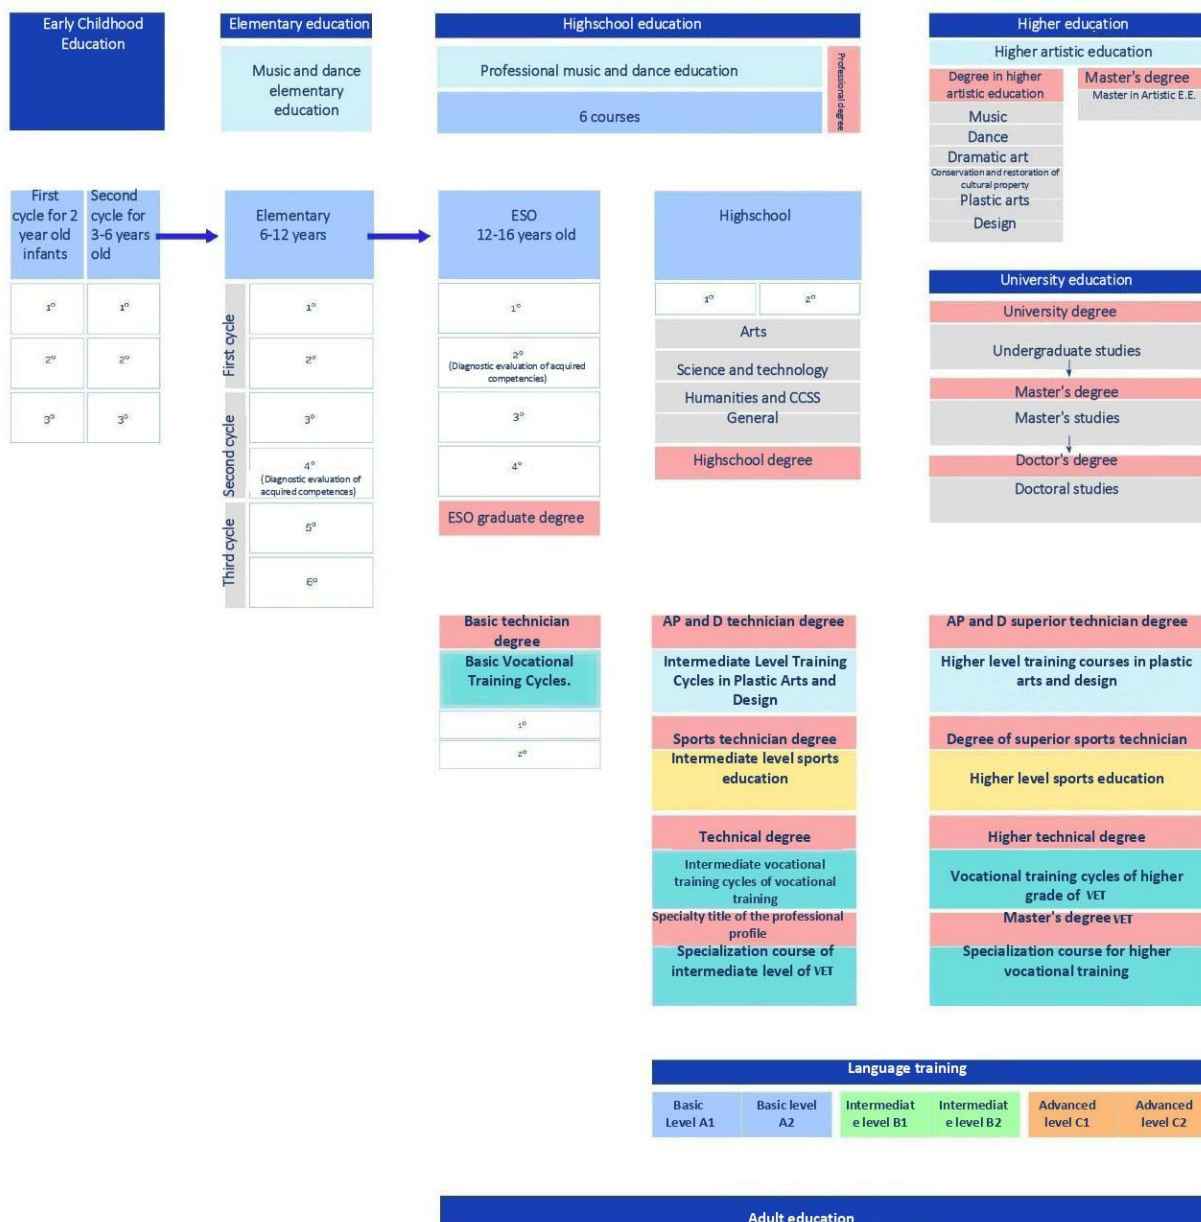 Early Childhood
Education
Elementary education
Highschool education
Higher education
Music and dance
elementary
education
Professional music and dance education
6 courses
Professional degree
Higher artistic education
Degree in higher
artistic education
Master's degree
Master in Artistic E.E.
Music
Dance
Dramatic art
Conservation and restoration of
cultural property
Plastic arts
Design
First
cycle for 2
year old
infants
Second
cycle for
3-6 years
old
Elementary
6-12 years
ESO
12-16 years old
Highschool
1º
1º
2º
2º
3º
3º
First cycle
1º
2º
Second cycle
3º
4º
(Diagnostic evaluation of
acquired competences)
Third cycle
5º
6º
1º
2º
(Diagnostic evaluation of acquired
competencies)
3º
4º
ESO graduate degree
1º
2º
Arts
Science and technology
Humanities and CCSS
General
Highschool degree
University education
University degree
Undergraduate studies
Master's degree
Master's studies
Doctor's degree
Doctoral studies
Basic technician
degree
Basic Vocational
Training Cycles.
1º
2º
AP and D technician degree
Intermediate Level Training
Cycles in Plastic Arts and
Design
Sports technician degree
Intermediate level sports
education
Technical degree
Intermediate vocational
training cycles of vocational
training
Specialty title of the professional
profile
Specialization course of
intermediate level of VET
AP and D superior technician degree
Higher level training courses in plastic
arts and design
Degree of superior sports technician
Higher level sports education
Higher technical degree
Vocational training cycles of higher
grade of VET
Master's degree VET
Specialization course for higher
vocational training
Language training
Basic
Level A1
Basic level
A2
Intermediat
e level B1
Intermediat
e level B2
Advanced
level C1
Advanced
level C2
Adult education